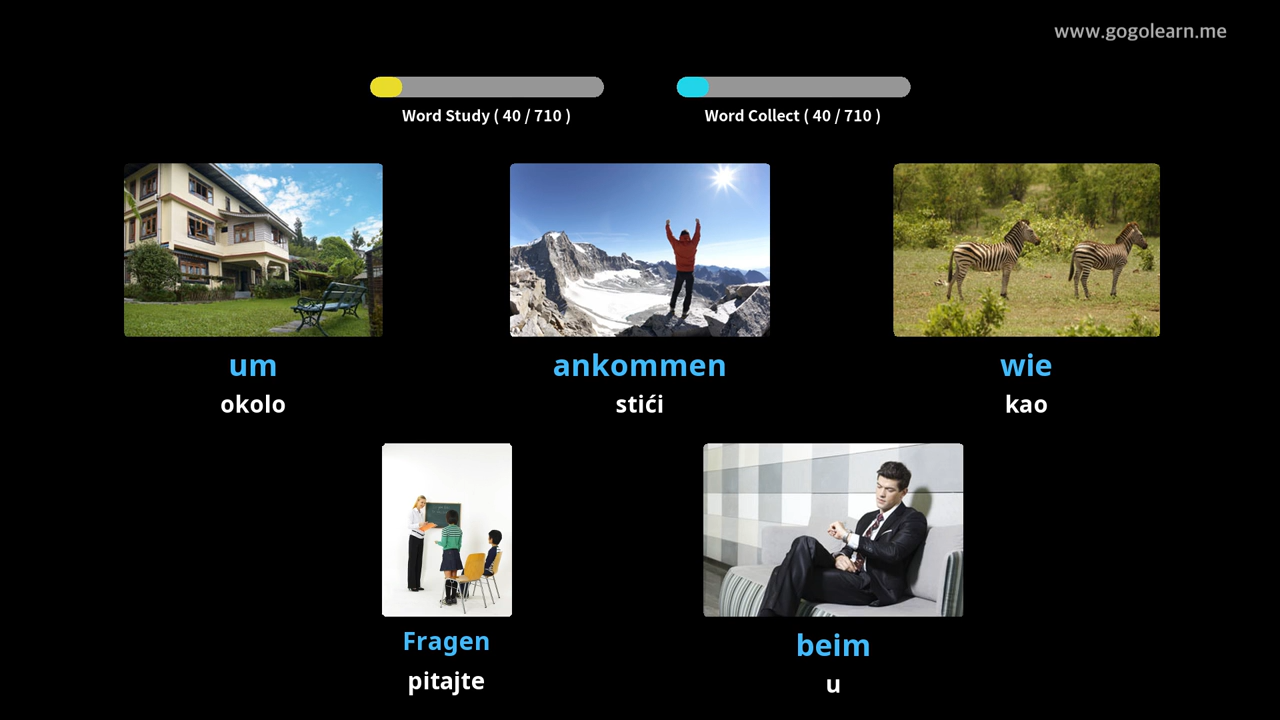 www.gogolearn.me
Word Study ( 40 / 710 )
Word Collect ( 40 / 710 )
um
okolo
ankommen
stići
wie
kao
Fragen
pitajte
beim
u